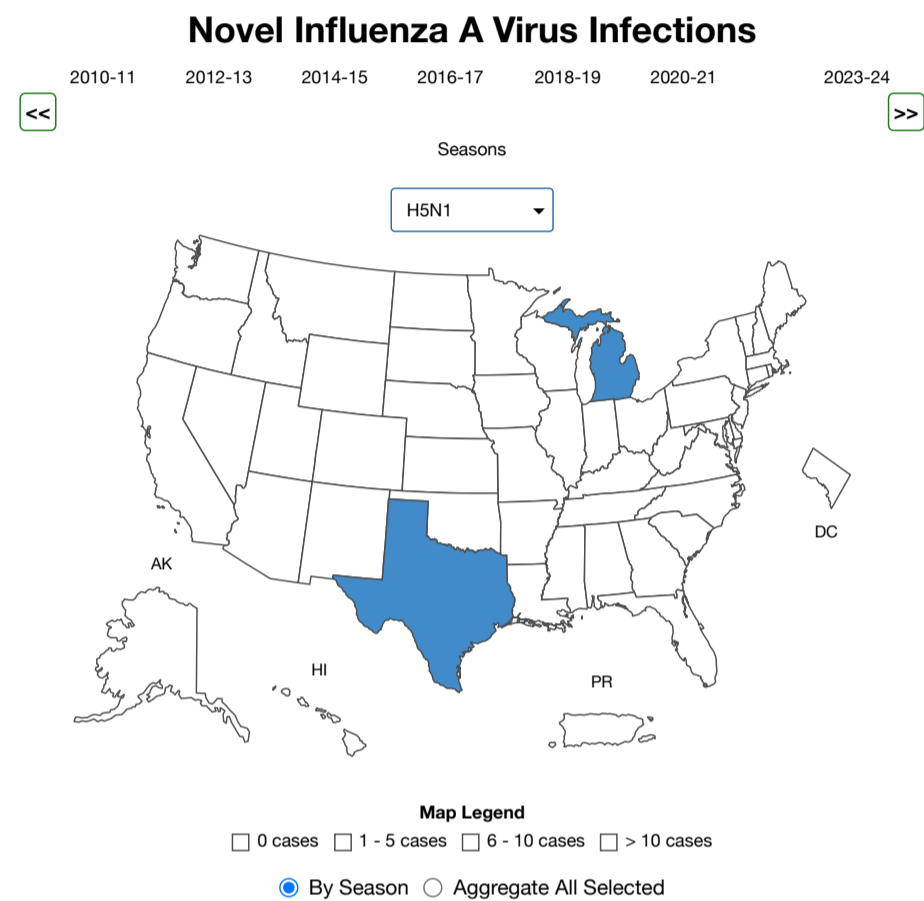 Novel Influenza A Virus Infections
2010-11 2012-13 2014-15 2016-17 2018-19 2020-21 2023-24
<< >>
Seasons
H5N1
DC
AK
HI
PR
Map Legend
0 cases 1 - 5 cases 6 - 10 cases > 10 cases
By Season Aggregate All Selected